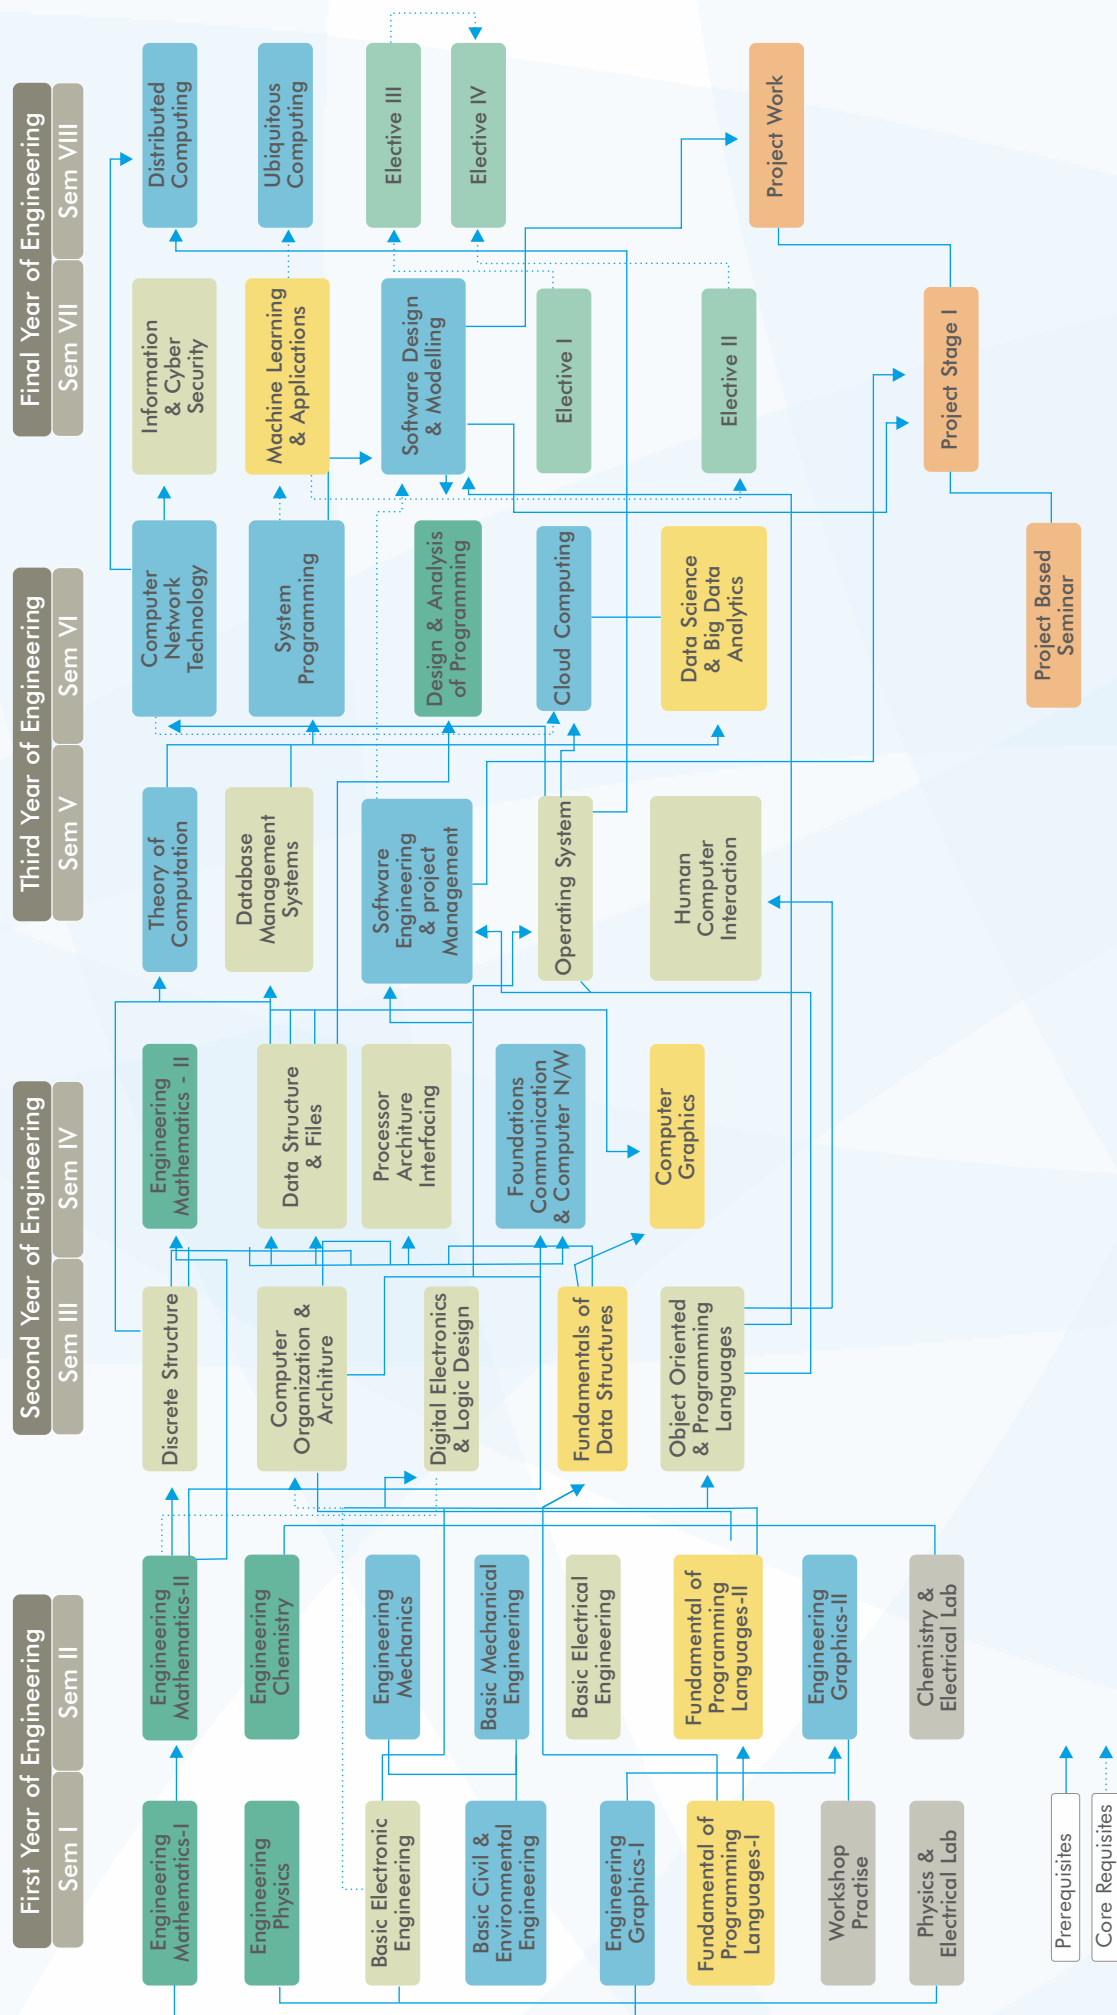 First Year of Engineering
Sem I
Sem II
Second Year of Engineering
Sem III
Sem IV
Third Year of Engineering
Sem V
Sem VI
Final Year of Engineering
Sem VII
Sem VIII
Engineering
Mathematics-I
Engineering
Physics
Basic Electronic
Engineering
Basic Civil &
Environmental
Engineering
Engineering
Graphics-I
Fundamental of
Programming
Languages-I
Workshop
Practise
Physics &
Electrical Lab
Engineering
Mathematics-II
Engineering
Chemistry
Engineering
Mechanics
Basic Mechanical
Engineering
Basic Electrical
Engineering
Fundamental of
Programming
Languages-II
Engineering
Graphics-II
Chemistry &
Electrical Lab
Discrete Structure
Computer
Organization &
Architure
Digital Electronics
& Logic Design
Fundamentals of
Data Structures
Object Oriented
& Programming
Languages
Engineering
Mathematics - II
Data Structure
& Files
Processor
Architure
Interfacing
Foundations
Communication
& Computer N/W
Computer
Graphics
Theory of
Computation
Database
Management
Systems
Software
Engineering
& project
Management
Operating System
Human
Computer
Interaction
Computer
Network
Technology
System
Programming
Design & Analysis
of Programming
Cloud Computing
Data Science
& Big Data
Analytics
Project Based
Seminar
Information
& Cyber
Security
Machine Learning
& Applications
Software Design
& Modelling
Elective I
Elective II
Project Stage I
Distributed
Computing
Ubiquitous
Computing
Elective III
Elective IV
Project Work
Prerequisites
Core Requisites